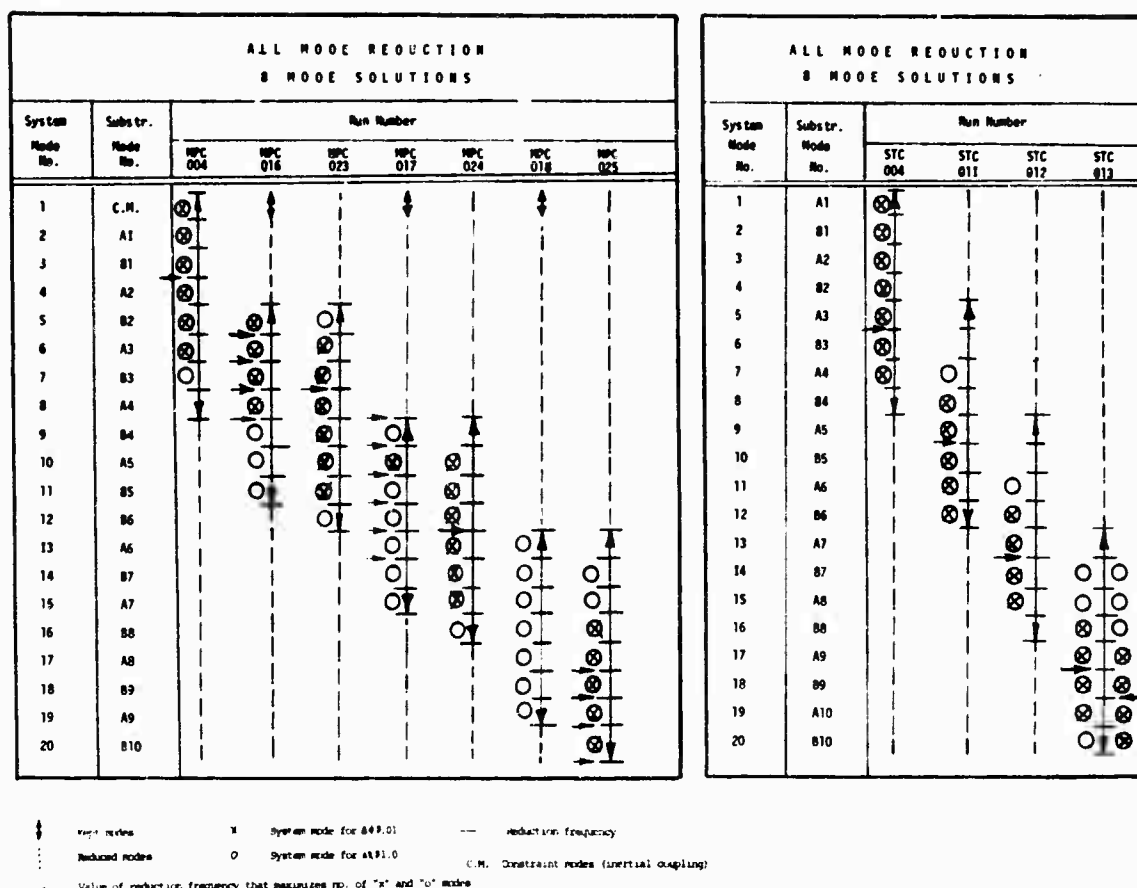 ALL MODE REDUCTION
8 MODE SOLUTIONS
System Mode No. Substr. Mode No. Run Number
MPC 004 MPC 016 MPC 023 MPC 017 MPC 024 MPC 018 MPC 025
1 C.M.
2 A1
3 B1
4 A2
5 B2
6 A3
7 B3
8 A4
9 B4
10 A5
11 B5
12 B6
13 A6
14 B7
15 A7
16 B8
17 A8
18 B9
19 A9
20 B10
ALL MODE REDUCTION
8 MODE SOLUTIONS
System Mode No. Substr. Mode No. Run Number
STC 004 STC 011 STC 012 STC 013
1 A1
2 B1
3 A2
4 B2
5 A3
6 B3
7 A4
8 B4
9 A5
10 B5
11 A6
12 B6
13 A7
14 B7
15 A8
16 B8
17 A9
18 B9
19 A10
20 B10
Kept modes
X System mode for
Reduction frequency
Reduced modes
O System mode for
C.M. Constraint modes (inertial coupling)
Value of reduction frequency that maximizes no. of "x" and "o" modes